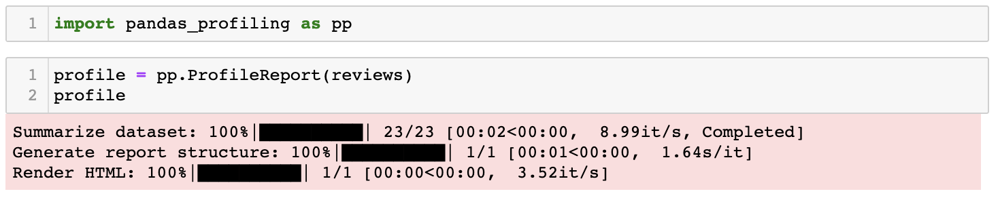 1 import pandas_profiling as pp
1 profile = pp.ProfileReport(reviews)
2 profile
Summarize dataset: 100%|██████████| 23/23 [00:02<00:00,  8.99it/s, Completed]
Generate report structure: 100%|██████████| 1/1 [00:01<00:00,  1.64s/it]
Render HTML: 100%|██████████| 1/1 [00:00<00:00,  3.52it/s]